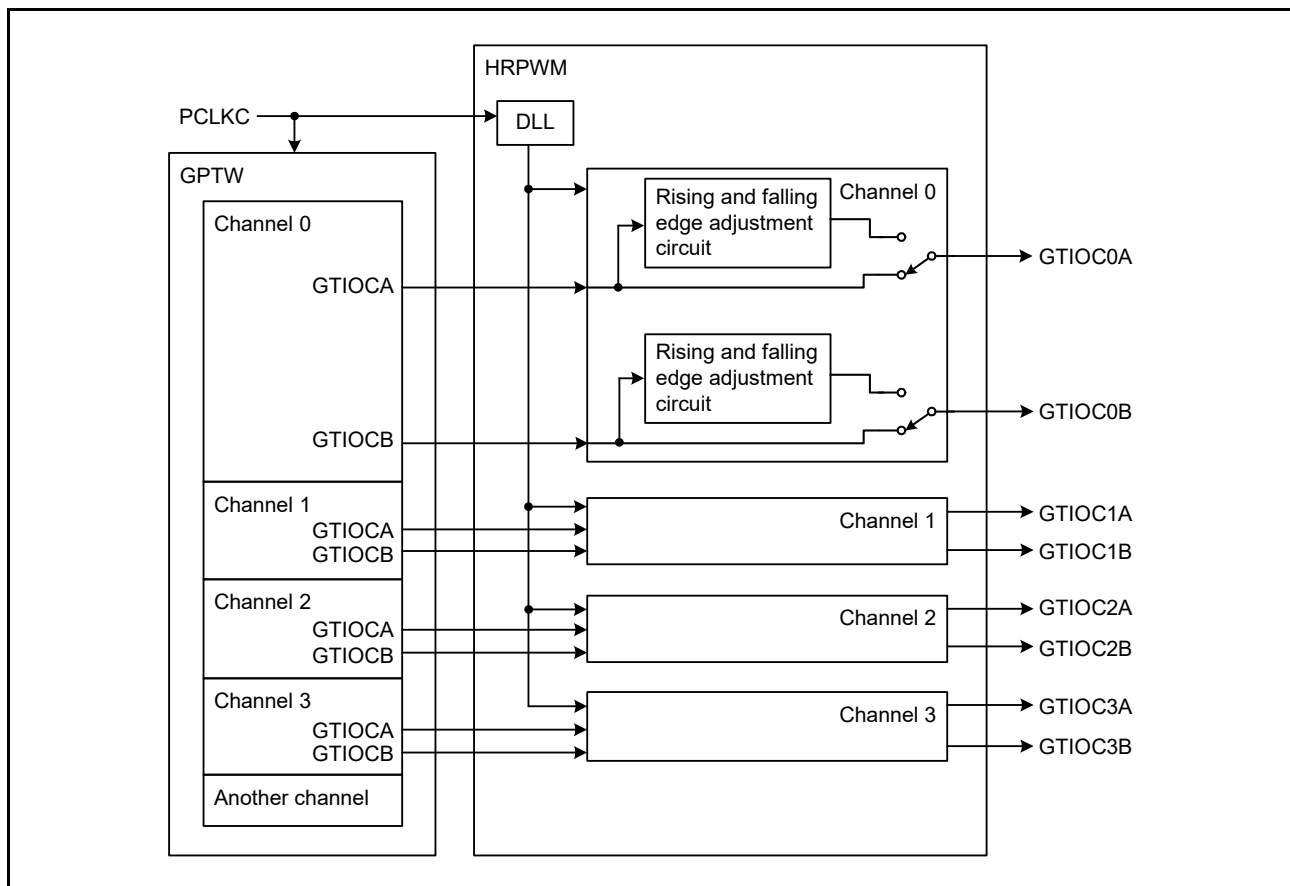 HRPWM
PCLKC
DLL
GPTW
Channel 0
GTIOCA
GTIOCB
Channel 1
GTIOCA
GTIOCB
Channel 2
GTIOCA
GTIOCB
Channel 3
GTIOCA
GTIOCB
Another channel
Rising and falling
edge adjustment
circuit
Channel 0
Rising and falling
edge adjustment
circuit
Channel 1
Channel 2
Channel 3
GTIOC0A
GTIOC0B
GTIOC1A
GTIOC1B
GTIOC2A
GTIOC2B
GTIOC3A
GTIOC3B